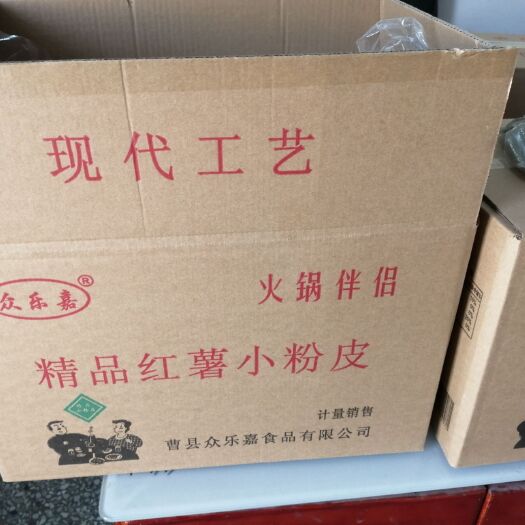 现代工艺
众乐嘉®
火锅伴侣
精品红薯小粉皮
计量销售
曹县众乐嘉食品有限公司